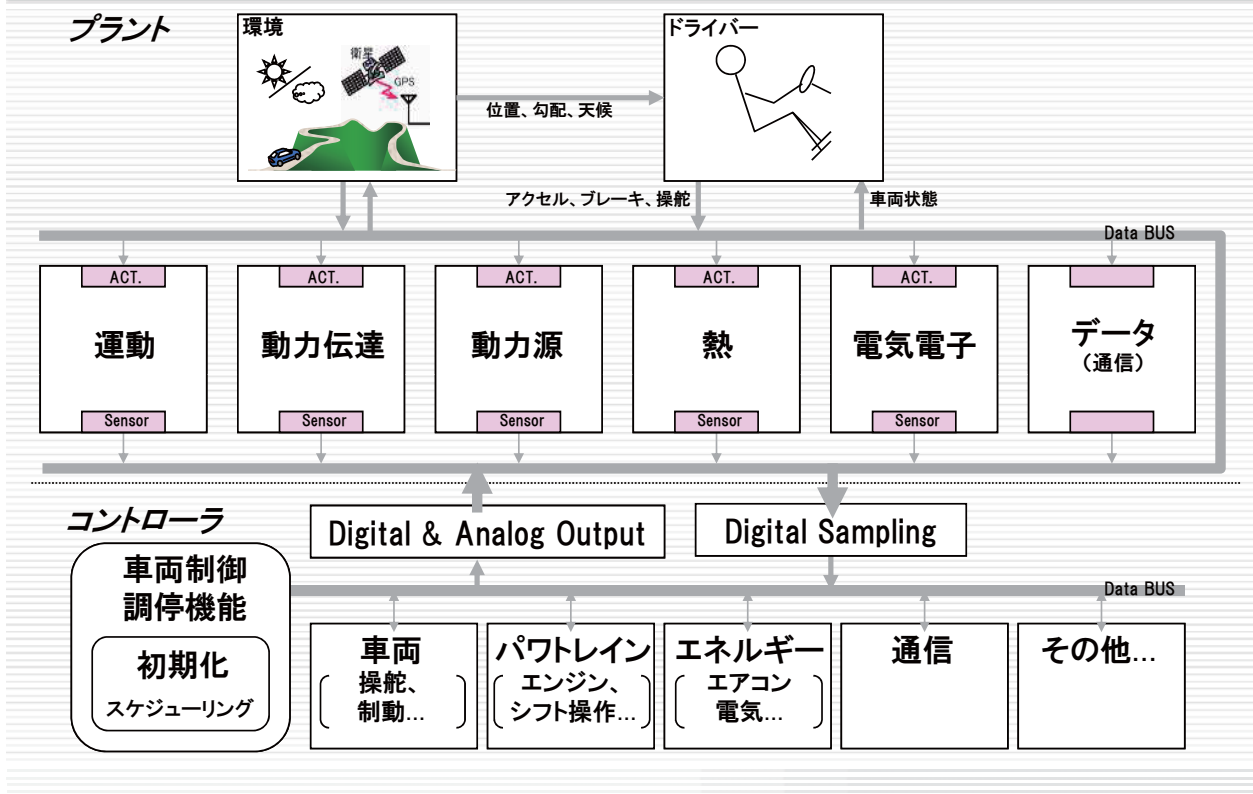 プラント
環境
衛星
GPS
位置、勾配、天候
ドライバー
アクセル、ブレーキ、操舵
車両状態
Data BUS
ACT.
ACT.
ACT.
ACT.
ACT.
運動
動力伝達
動力源
熱
電気電子
データ
(通信)
Sensor
Sensor
Sensor
Sensor
Sensor
コントローラ
Digital & Analog Output
Digital Sampling
車両制御
調停機能
初期化
スケジューリング
Data BUS
車両
操舵、
制動…
パワトレイン
エンジン、
シフト操作…
エネルギー
エアコン
電気…
通信
その他…